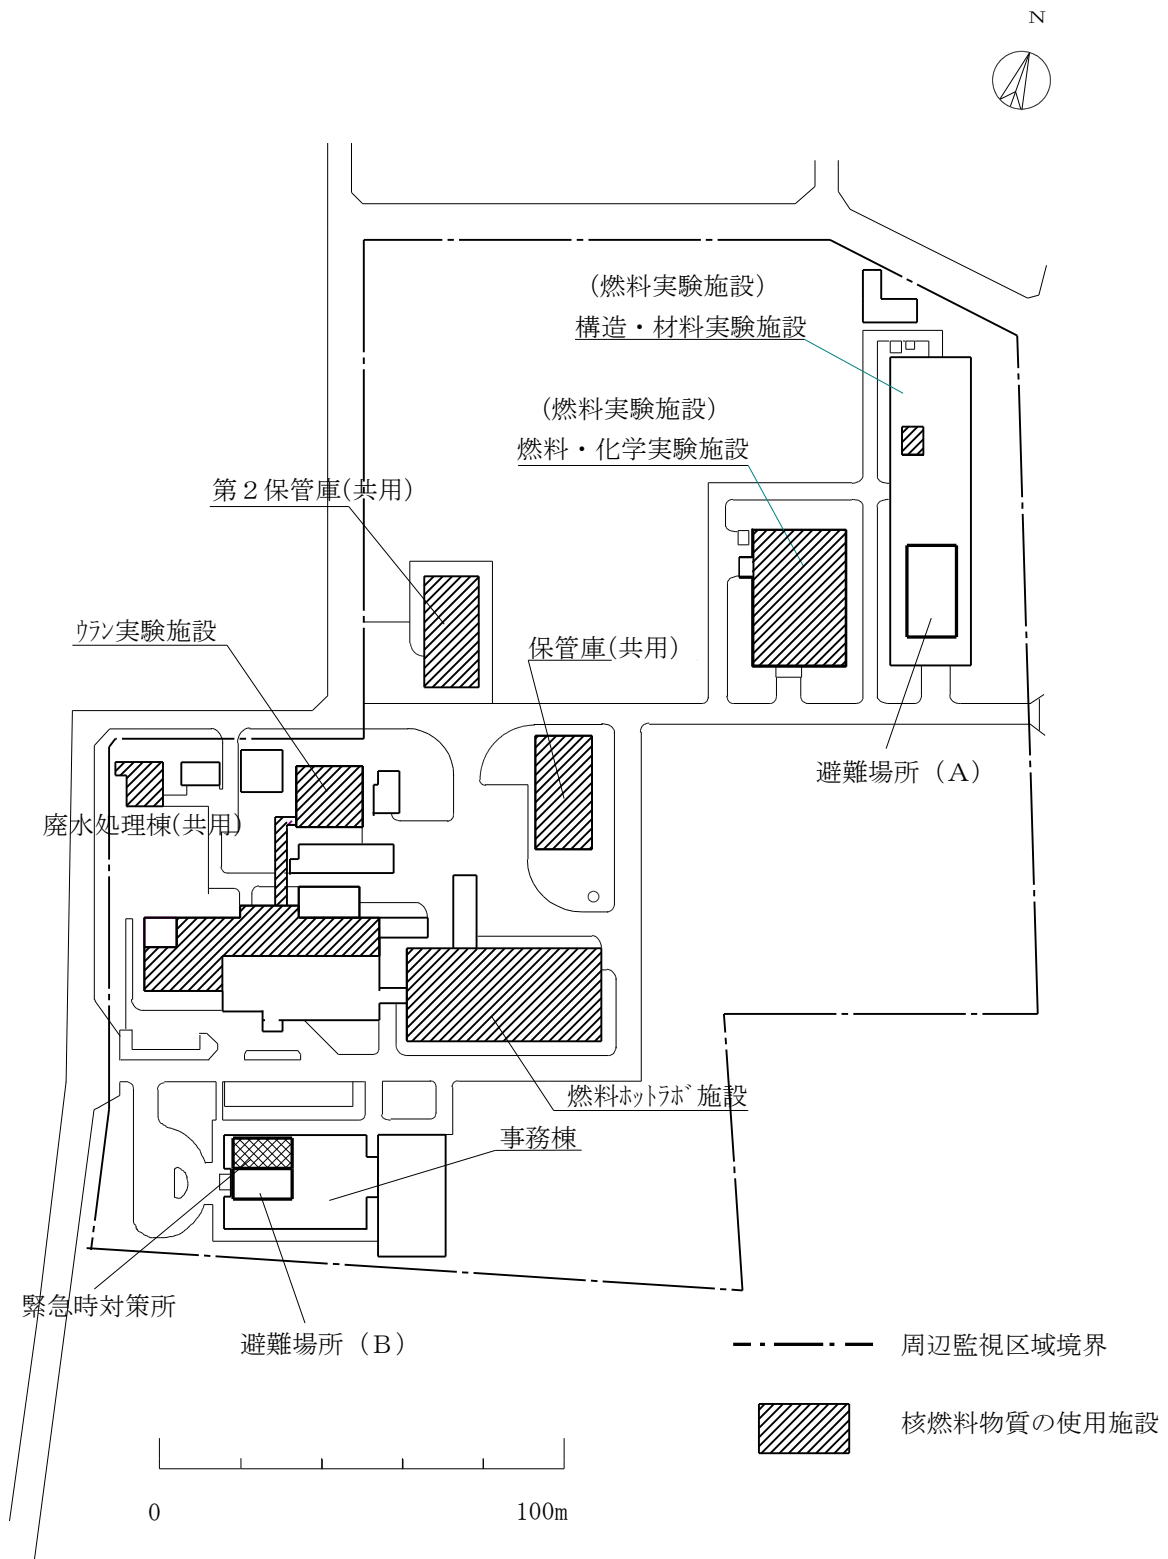 N
(燃料実験施設)
構造・材料実験施設
(燃料実験施設)
燃料・化学実験施設
第２保管庫(共用)
ｳﾗﾝ実験施設
保管庫(共用)
避難場所（A）
廃水処理棟(共用)
燃料ﾎｯﾄﾗﾎﾞ施設
事務棟
緊急時対策所
避難場所（B）
周辺監視区域境界
核燃料物質の使用施設
0
100m